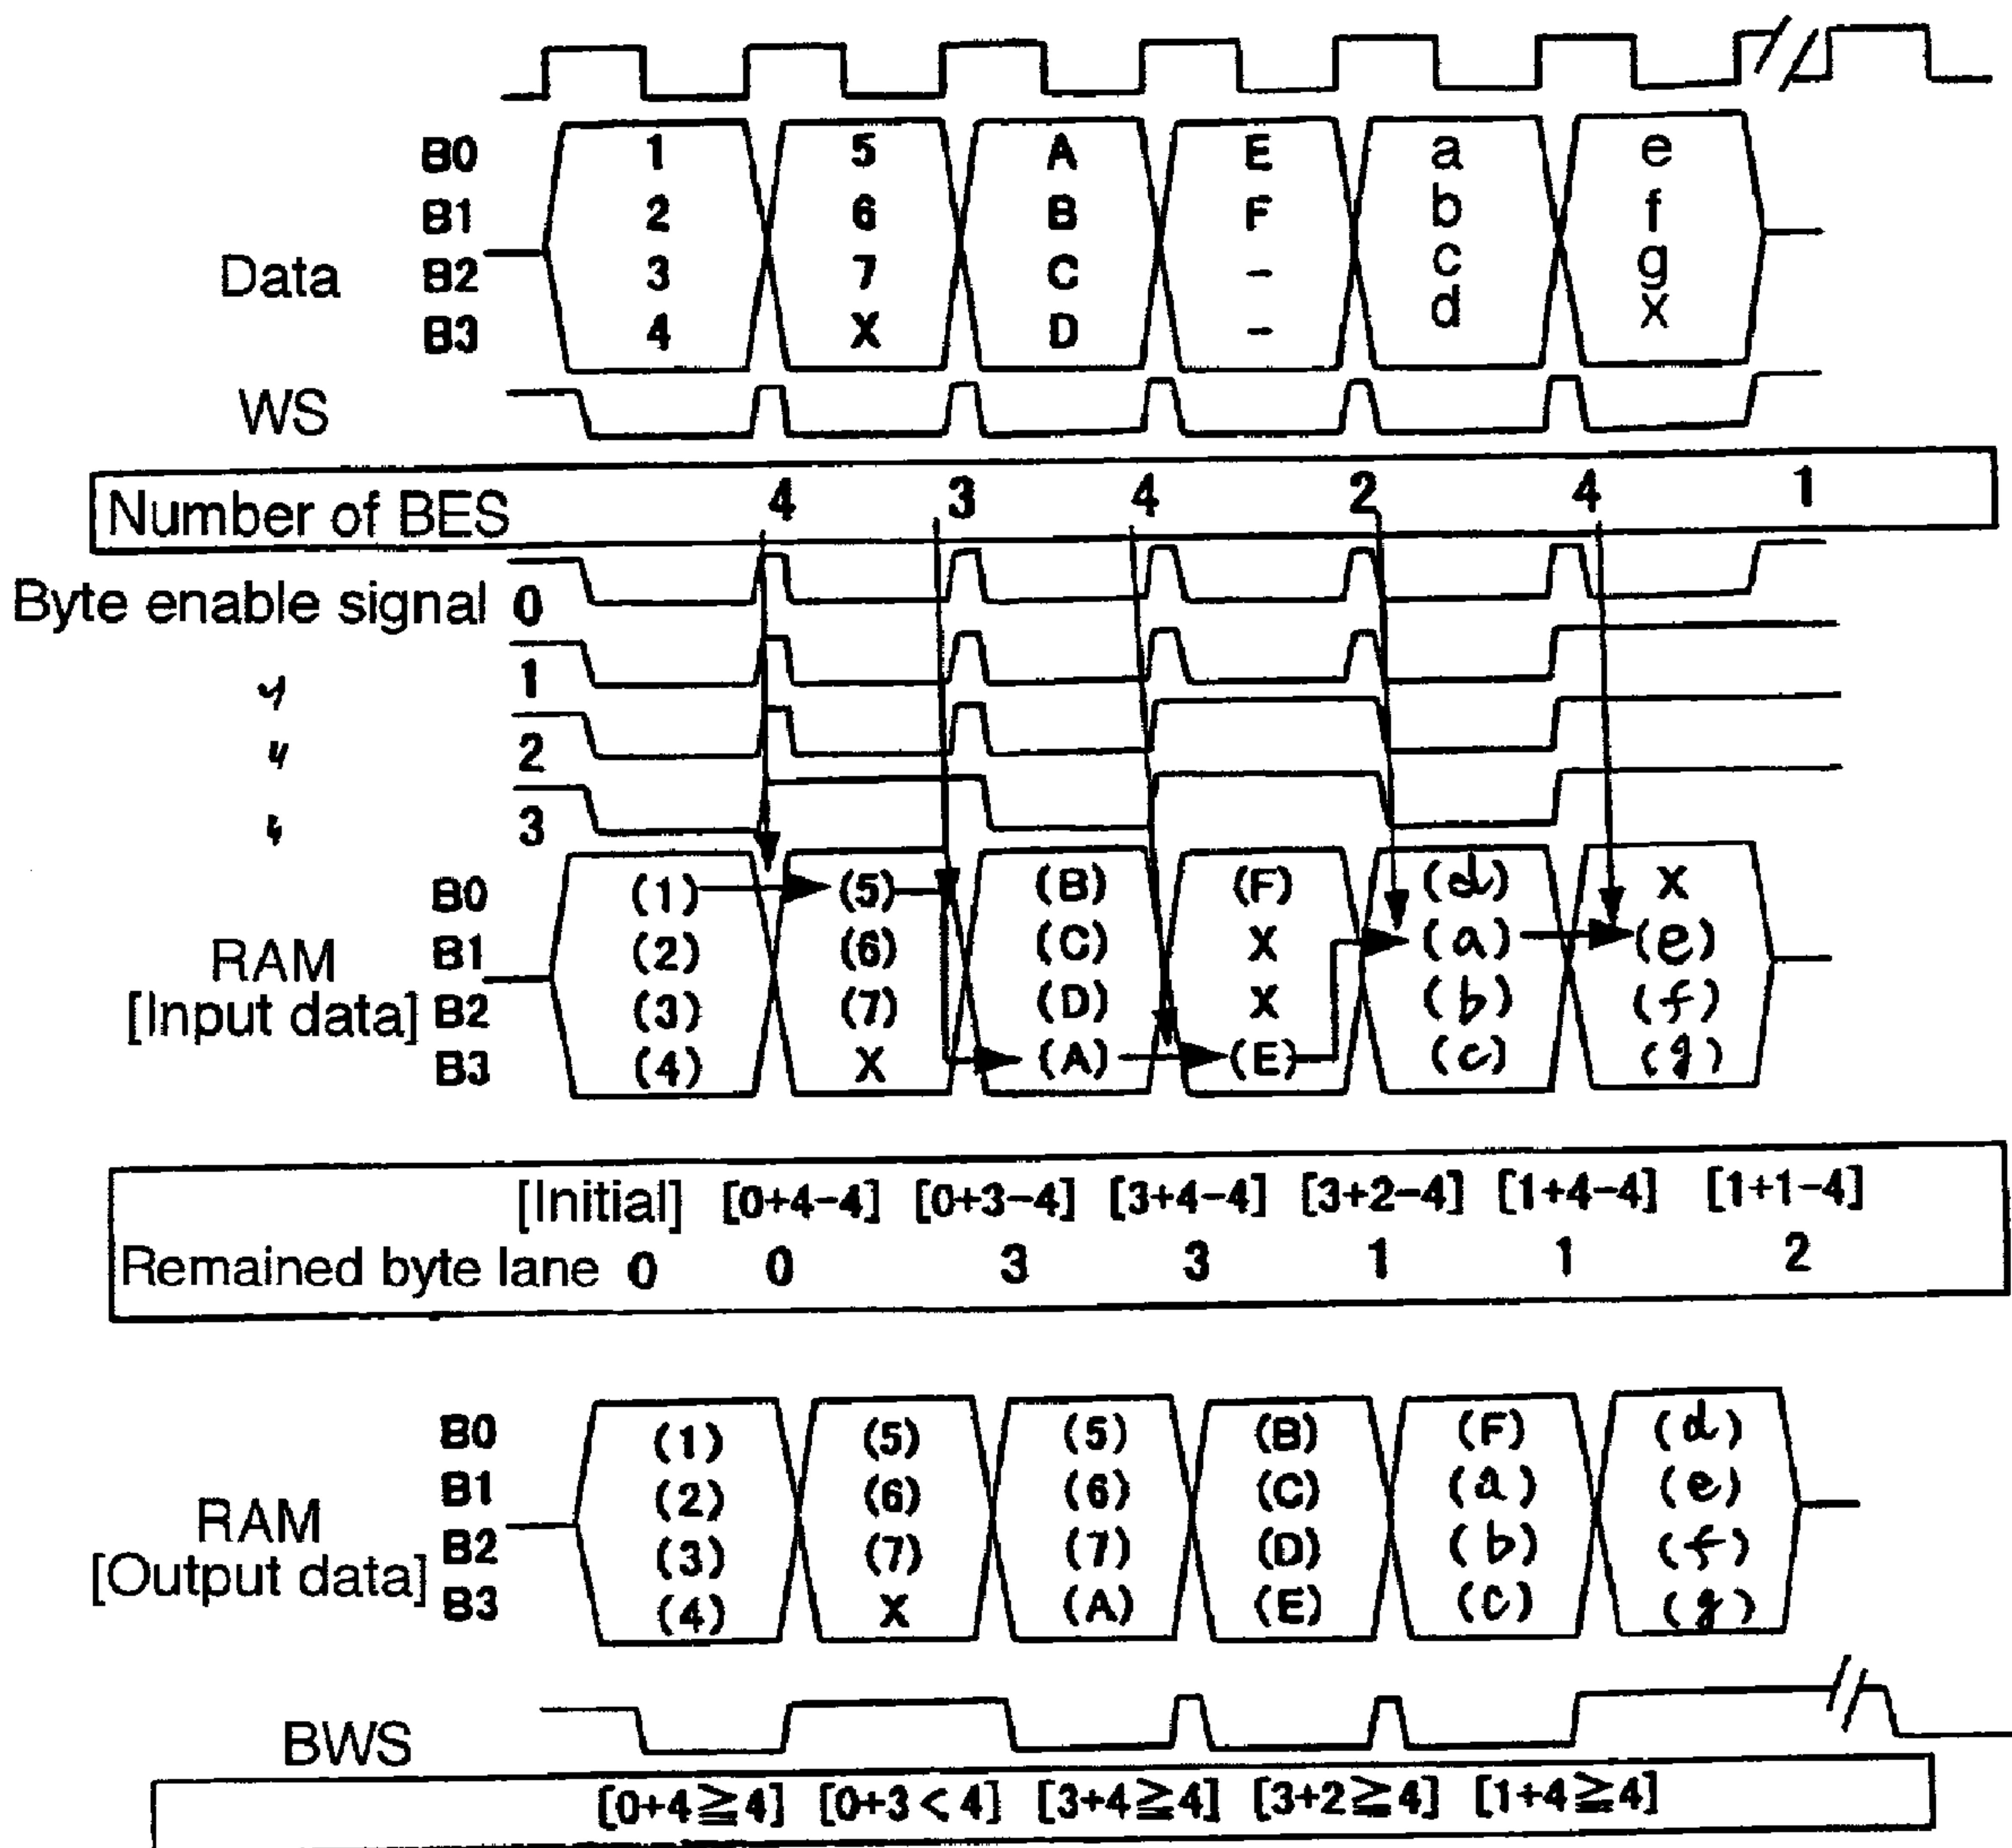 B0 1 5 A E a e
B1 2 6 B F b f
Data B2 3 7 C - c g
B3 4 X D - d x
WS
Number of BES 4 3 4 2 4 1
Byte enable signal 0
1
2
3
B0 (1) (5) (B) (F) (d) X
RAM B1 (2) (6) (C) X (a) (e)
[Input data] B2 (3) (7) (D) X (b) (f)
B3 (4) X (A) (E) (c) (g)
[Initial] [0+4-4] [0+3-4] [3+4-4] [3+2-4] [1+4-4] [1+1-4]
Remained byte lane 0 0 3 3 1 1 2
B0 (1) (5) (5) (B) (F) (d)
B1 (2) (6) (6) (C) (a) (e)
RAM
B2 (3) (7) (7) (D) (b) (f)
[Output data]
B3 (4) X (A) (E) (c) (g)
BWS
[0+4≧4] [0+3<4] [3+4≧4] [3+2≧4] [1+4≧4]